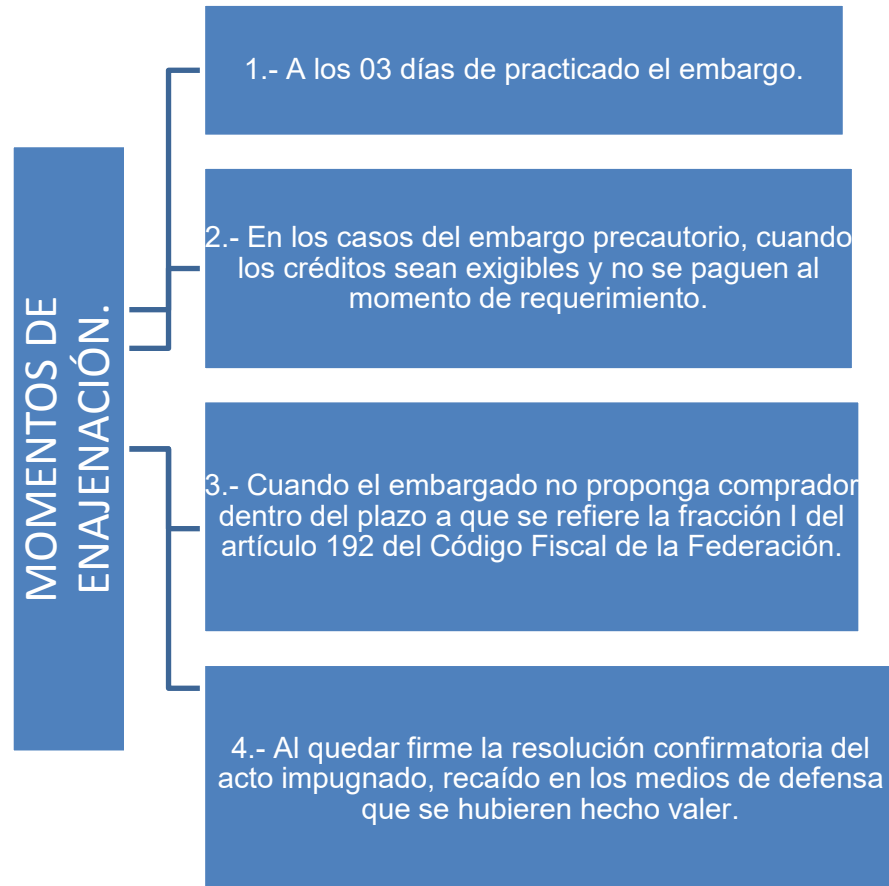 MOMENTOS DE
ENAJENACIÓN.
1.- A los 03 días de practicado el embargo.
2.- En los casos del embargo precautorio, cuando
los créditos sean exigibles y no se paguen al
momento de requerimiento.
3.- Cuando el embargado no proponga comprador
dentro del plazo a que se refiere la fracción I del
artículo 192 del Código Fiscal de la Federación.
4.- Al quedar firme la resolución confirmatoria del
acto impugnado, recaído en los medios de defensa
que se hubieren hecho valer.